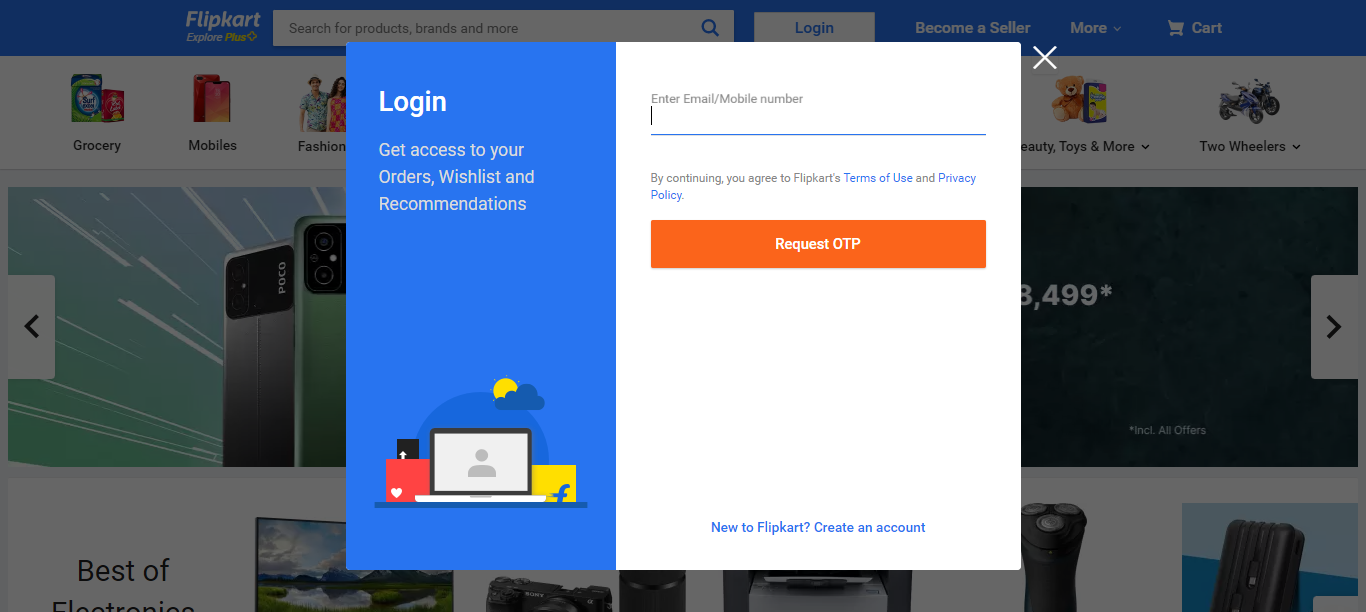 Flipkart
Explore Plus
Search for products, brands and more
Login
Become a Seller
More
Cart
Grocery
Mobiles
Fashion
eauty, Toys & More
Two Wheelers
Login
Get access to your
Orders, Wishlist and
Recommendations
Enter Email/Mobile number
By continuing, you agree to Flipkart's Terms of Use and Privacy
Policy.
Request OTP
New to Flipkart? Create an account
POCO
8,499*
*Incl. All Offers
Best of
Electronics